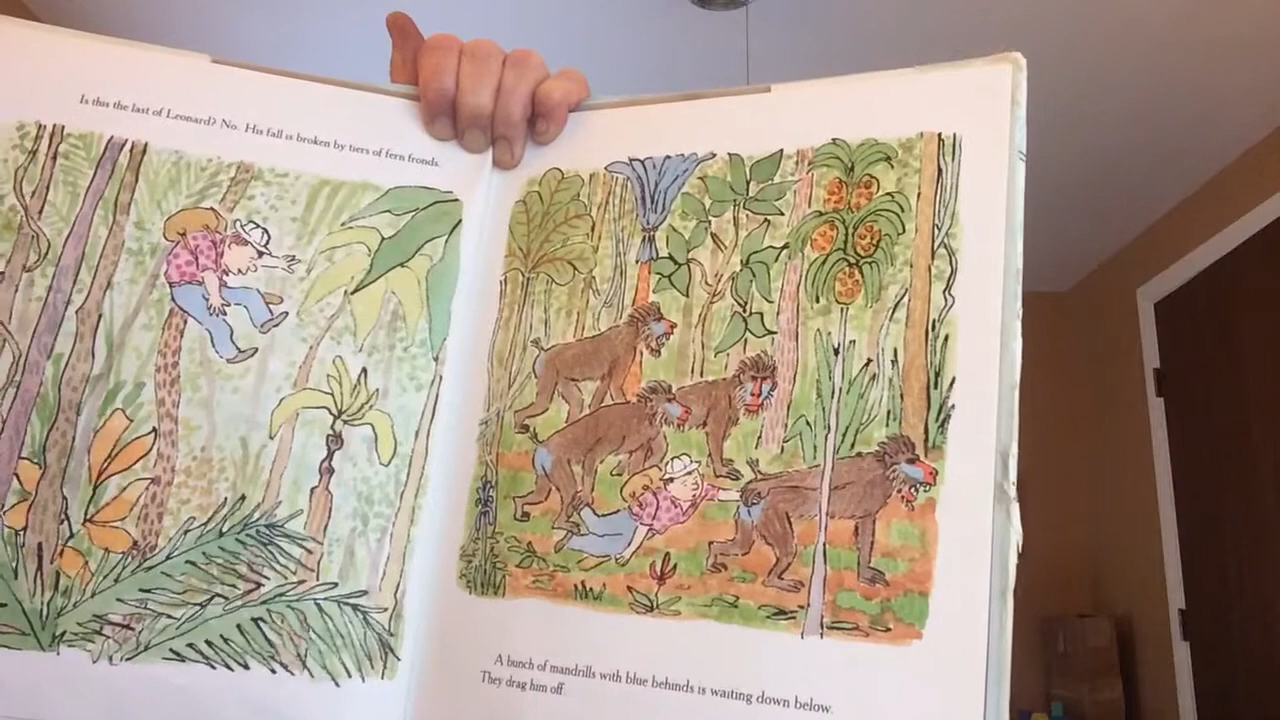 Is this the last of Leonard? No. His fall is broken by tiers of fern fronds.
A bunch of mandrills with blue behinds is waiting down below.
They drag him off.